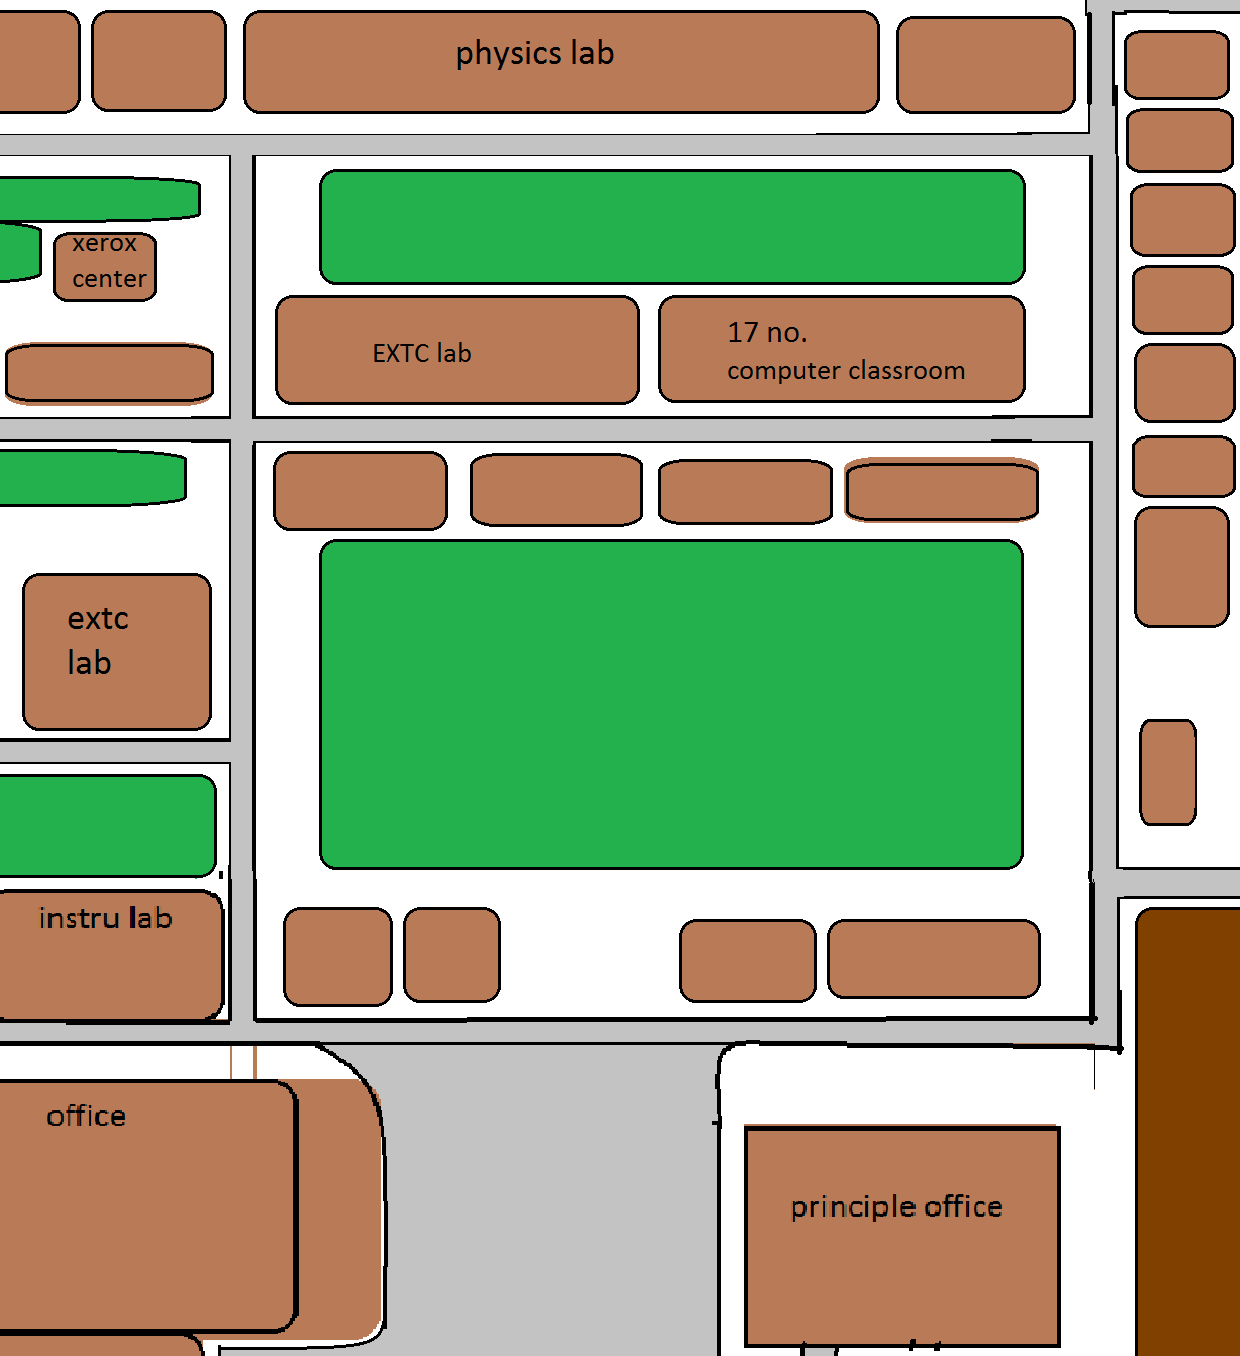 physics lab
xerox
center
EXTC lab
17 no.
computer classroom
extc
lab
instru lab
office
principle office